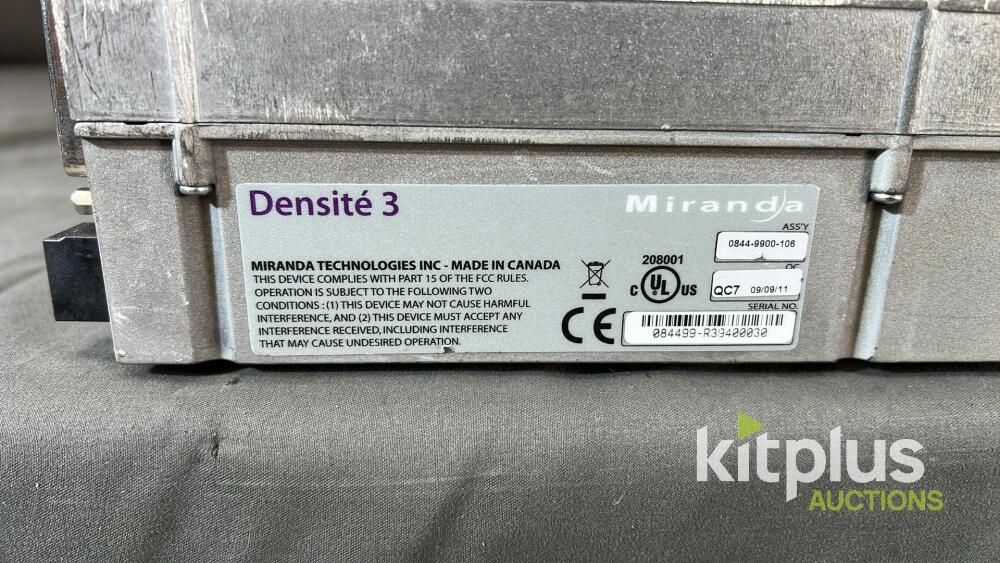 Densité 3
Miranda
ASS'Y
0844-9900-106
MIRANDA TECHNOLOGIES INC - MADE IN CANADA
THIS DEVICE COMPLIES WITH PART 15 OF THE FCC RULES.
OPERATION IS SUBJECT TO THE FOLLOWING TWO
CONDITIONS : (1) THIS DEVICE MAY NOT CAUSE HARMFUL
INTERFERENCE, AND (2) THIS DEVICE MUST ACCEPT ANY
INTERFERENCE RECEIVED, INCLUDING INTERFERENCE
THAT MAY CAUSE UNDESIRED OPERATION.
208001
C UL US
CE
QC7 09/09/11
SERIAL NO.
084499-R39400030
kitplus
AUCTIONS